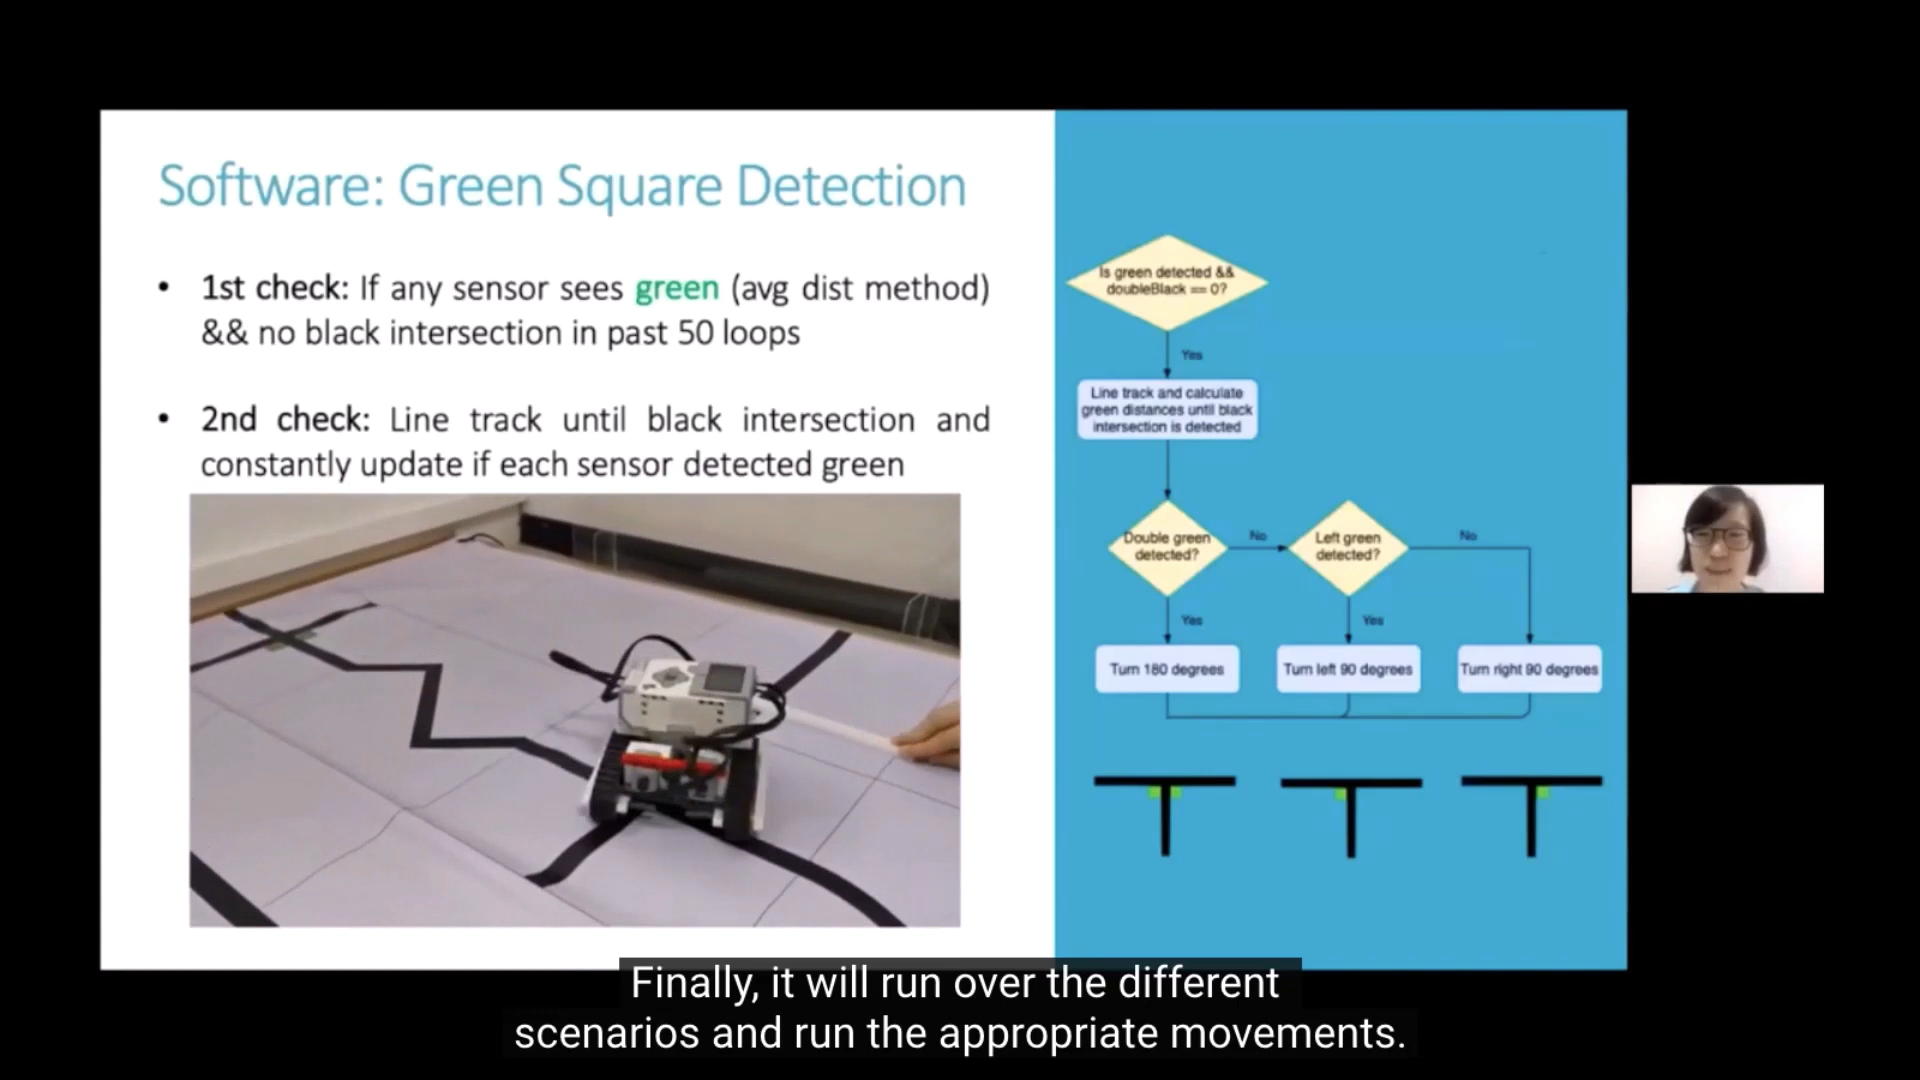 Software: Green Square Detection
• 1st check: If any sensor sees green (avg dist method)
&& no black intersection in past 50 loops
• 2nd check: Line track until black intersection and
constantly update if each sensor detected green
Is green detected &&
doubleBlack == 0?
Yes
Line track and calculate
green distances until black
intersection is detected
Double green
detected?
No
Left green
detected?
No
Yes
Yes
Turn 180 degrees
Turn left 90 degrees
Turn right 90 degrees
Finally, it will run over the different
scenarios and run the appropriate movements.